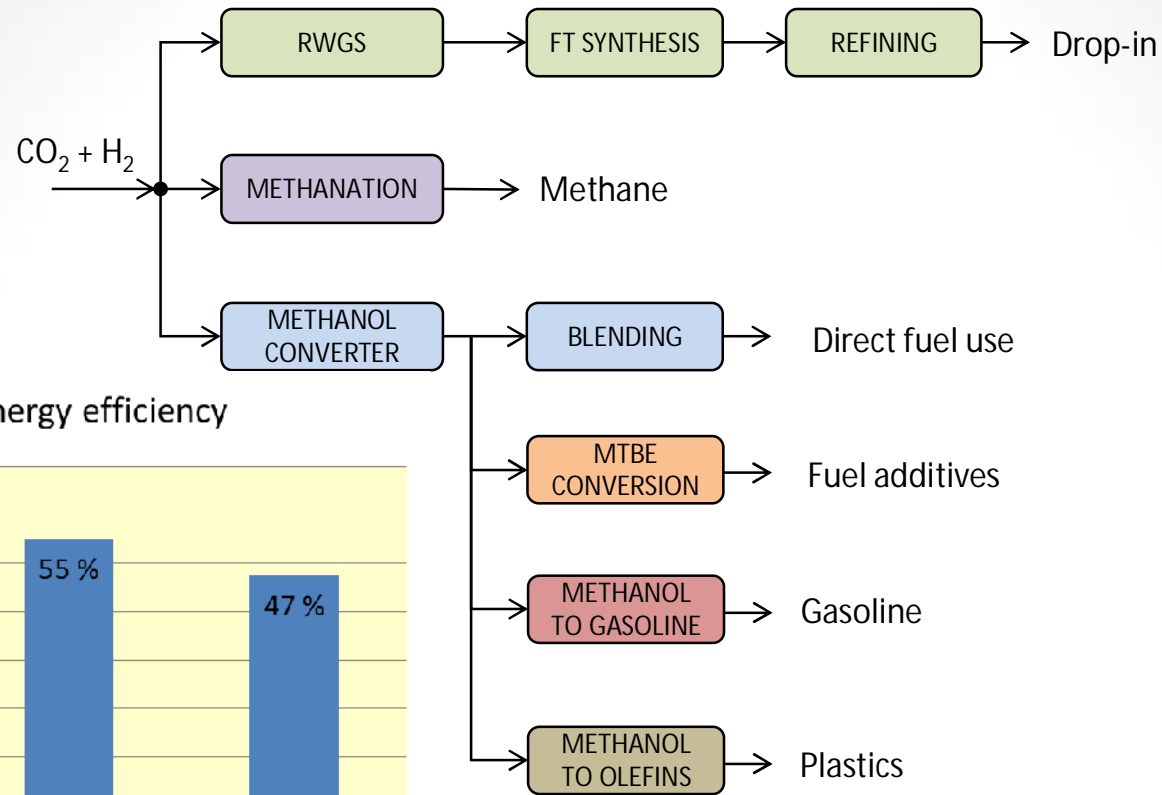 RWGS
FT SYNTHESIS
REFINING
Drop-in
CO₂ + H₂
METHANATION
Methane
METHANOL
CONVERTER
BLENDING
Direct fuel use
efficiency
MTBE
CONVERSION
Fuel additives
55 %
47 %
METHANOL
TO GASOLINE
Gasoline
METHANOL
TO OLEFINS
Plastics